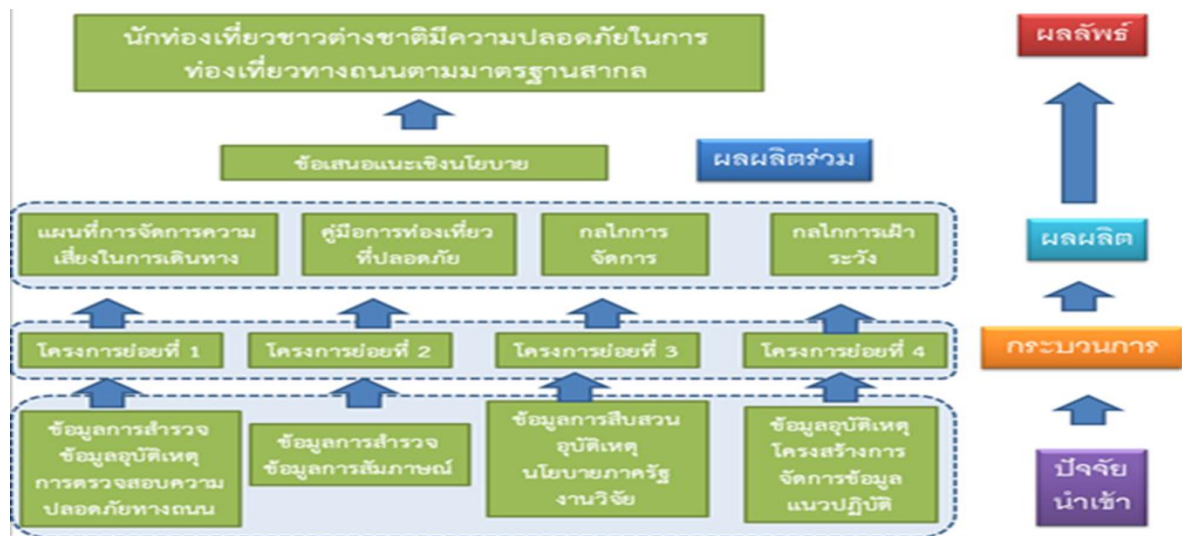 นักท่องเที่ยวชาวต่างชาติมีความปลอดภัยในการ
ท่องเที่ยวทางถนนตามมาตรฐานสากล
ผลลัพธ์
ข้อเสนอแนะเชิงนโยบาย
ผลผลิตร่วม
แผนที่การจัดการความ
เสี่ยงในการเดินทาง
คู่มือการท่องเที่ยว
ที่ปลอดภัย
กลไกการ
จัดการ
กลไกการเฝ้า
ระวัง
ผลผลิต
โครงการย่อยที่ 1
โครงการย่อยที่ 2
โครงการย่อยที่ 3
โครงการย่อยที่ 4
กระบวนการ
ข้อมูลการสำรวจ
ข้อมูลอุบัติเหตุ
การตรวจสอบความ
ปลอดภัยทางถนน
ข้อมูลการสำรวจ
ข้อมูลการสัมภาษณ์
ข้อมูลการสืบสวน
อุบัติเหตุ
นโยบายภาครัฐ
งานวิจัย
ข้อมูลอุบัติเหตุ
โครงสร้างการ
จัดการข้อมูล
แนวปฏิบัติ
ปัจจัย
นำเข้า